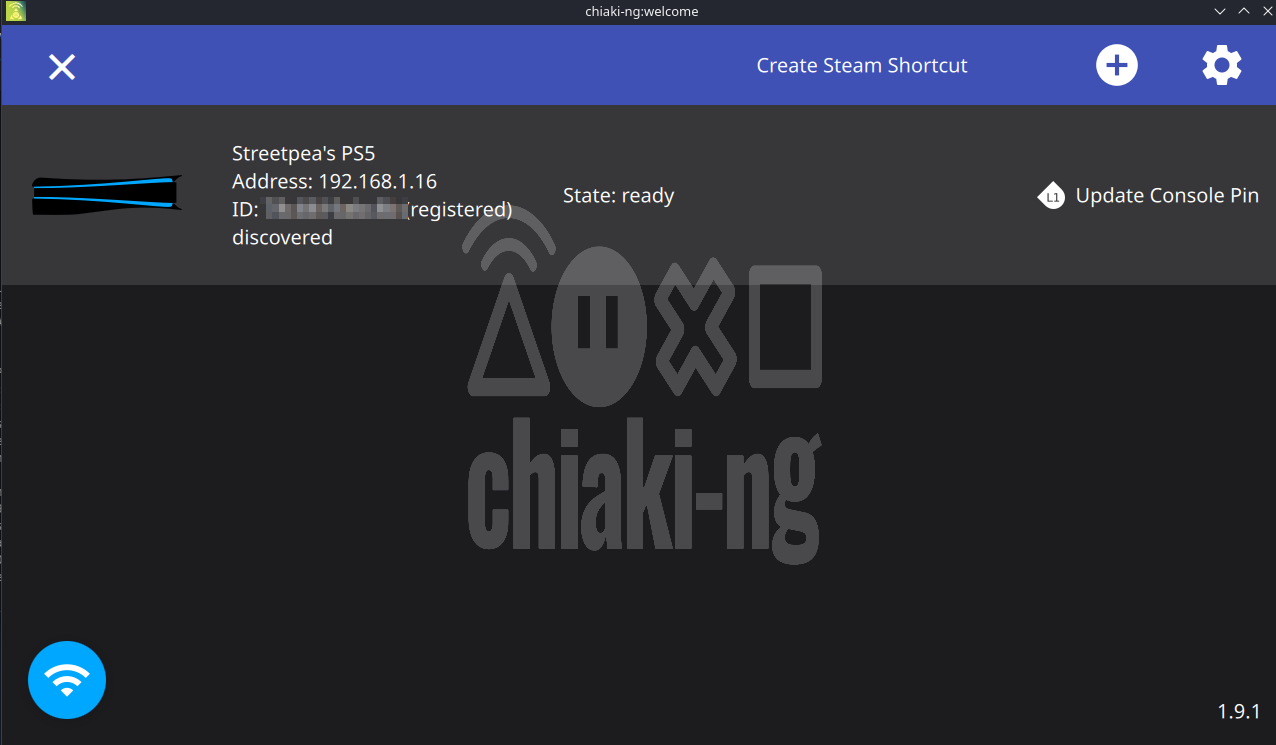 chiaki-ng:welcome
Create Steam Shortcut
Streetpea's PS5
Address: 192.168.1.16
ID: (registered)
discovered
State: ready
L1 Update Console Pin
chiaki-ng
1.9.1